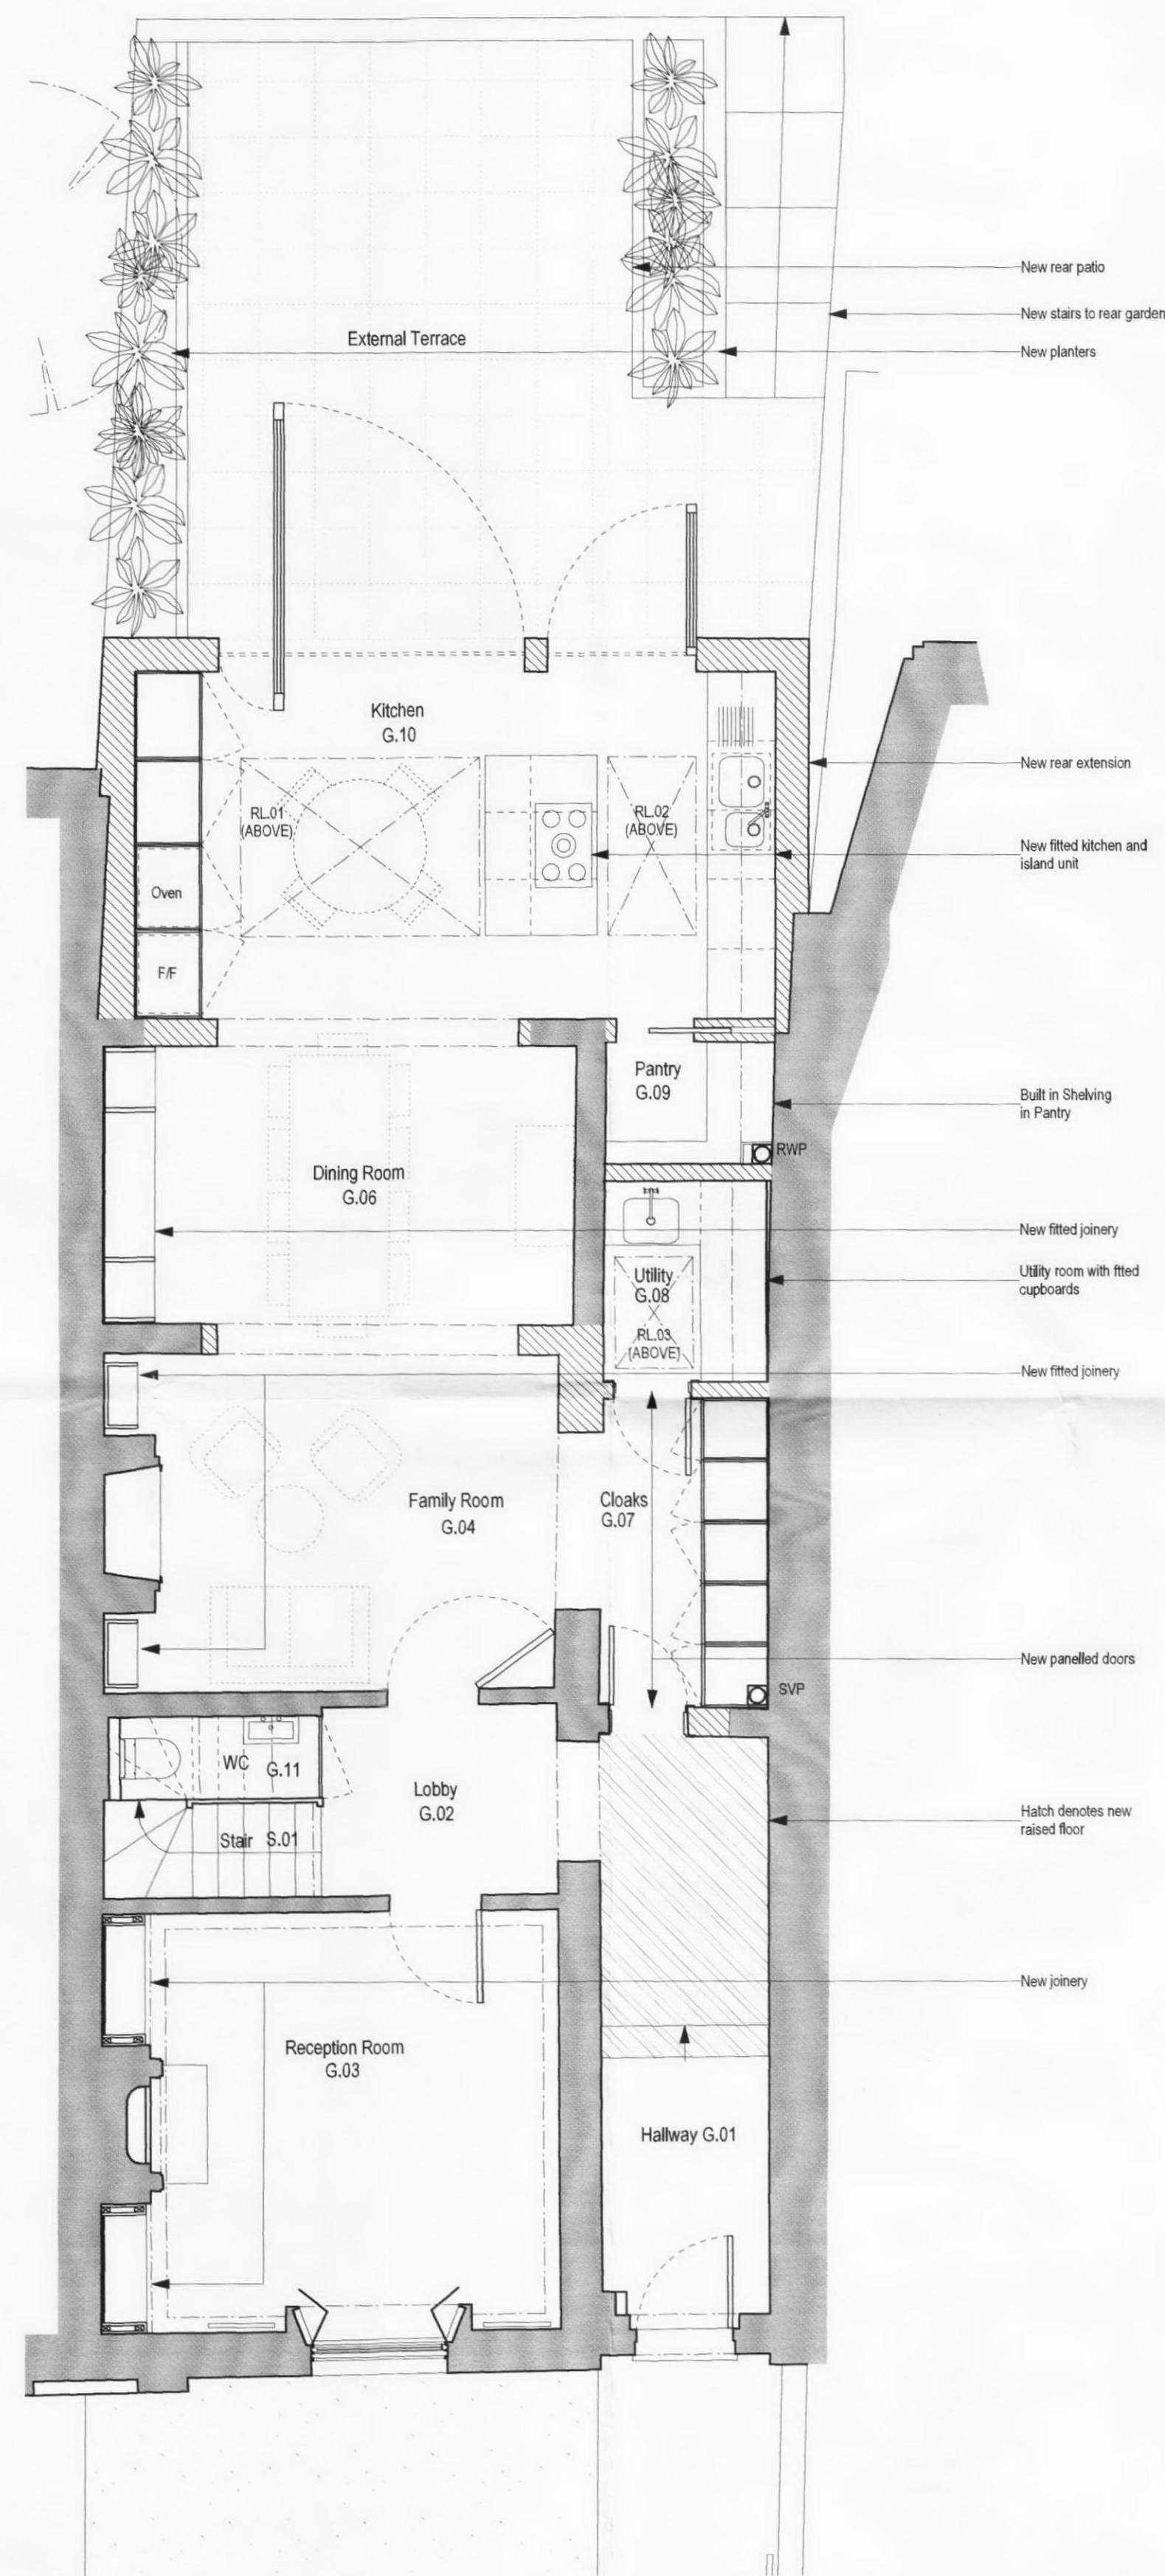 New rear patio
New stairs to rear garden
External Terrace
New planters
Kitchen
G.10
New rear extension
RL.01
(ABOVE)
RL.02
(ABOVE)
New fitted kitchen and
island unit
Oven
F/F
Pantry
G.09
Built in Shelving
in Pantry
RWP
Dining Room
G.06
New fitted joinery
Utility
G.08
Utility room with ftted
cupboards
RL.03
(ABOVE)
New fitted joinery
Family Room
G.04
Cloaks
G.07
New panelled doors
SVP
WC G.11
Lobby
G.02
Hatch denotes new
raised floor
Stair S.01
New joinery
Reception Room
G.03
Hallway G.01